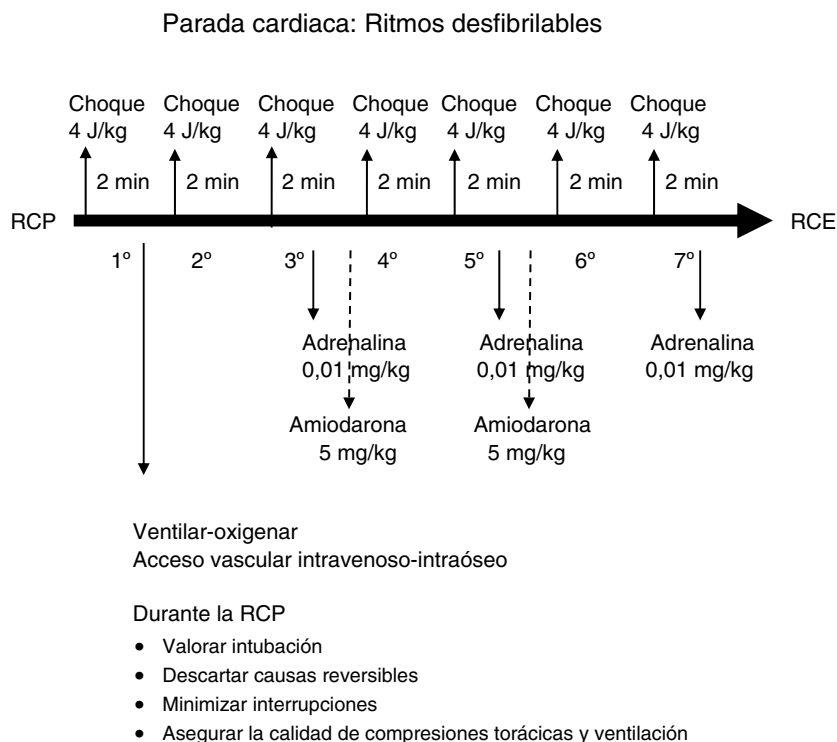 Parada cardiaca: Ritmos desfibrilables
Choque Choque Choque Choque Choque Choque Choque
4 J/kg 4 J/kg 4 J/kg 4 J/kg 4 J/kg 4 J/kg 4 J/kg
2 min 2 min 2 min 2 min 2 min 2 min 2 min
RCP RCE
1º 2º 3º 4º 5º 6º 7º
Adrenalina Adrenalina Adrenalina
0,01 mg/kg 0,01 mg/kg 0,01 mg/kg
Amiodarona Amiodarona
5 mg/kg 5 mg/kg
Ventilar-oxigenar
Acceso vascular intravenoso-intraóseo
Durante la RCP
• Valorar intubación
• Descartar causas reversibles
• Minimizar interrupciones
• Asegurar la calidad de compresiones torácicas y ventilación